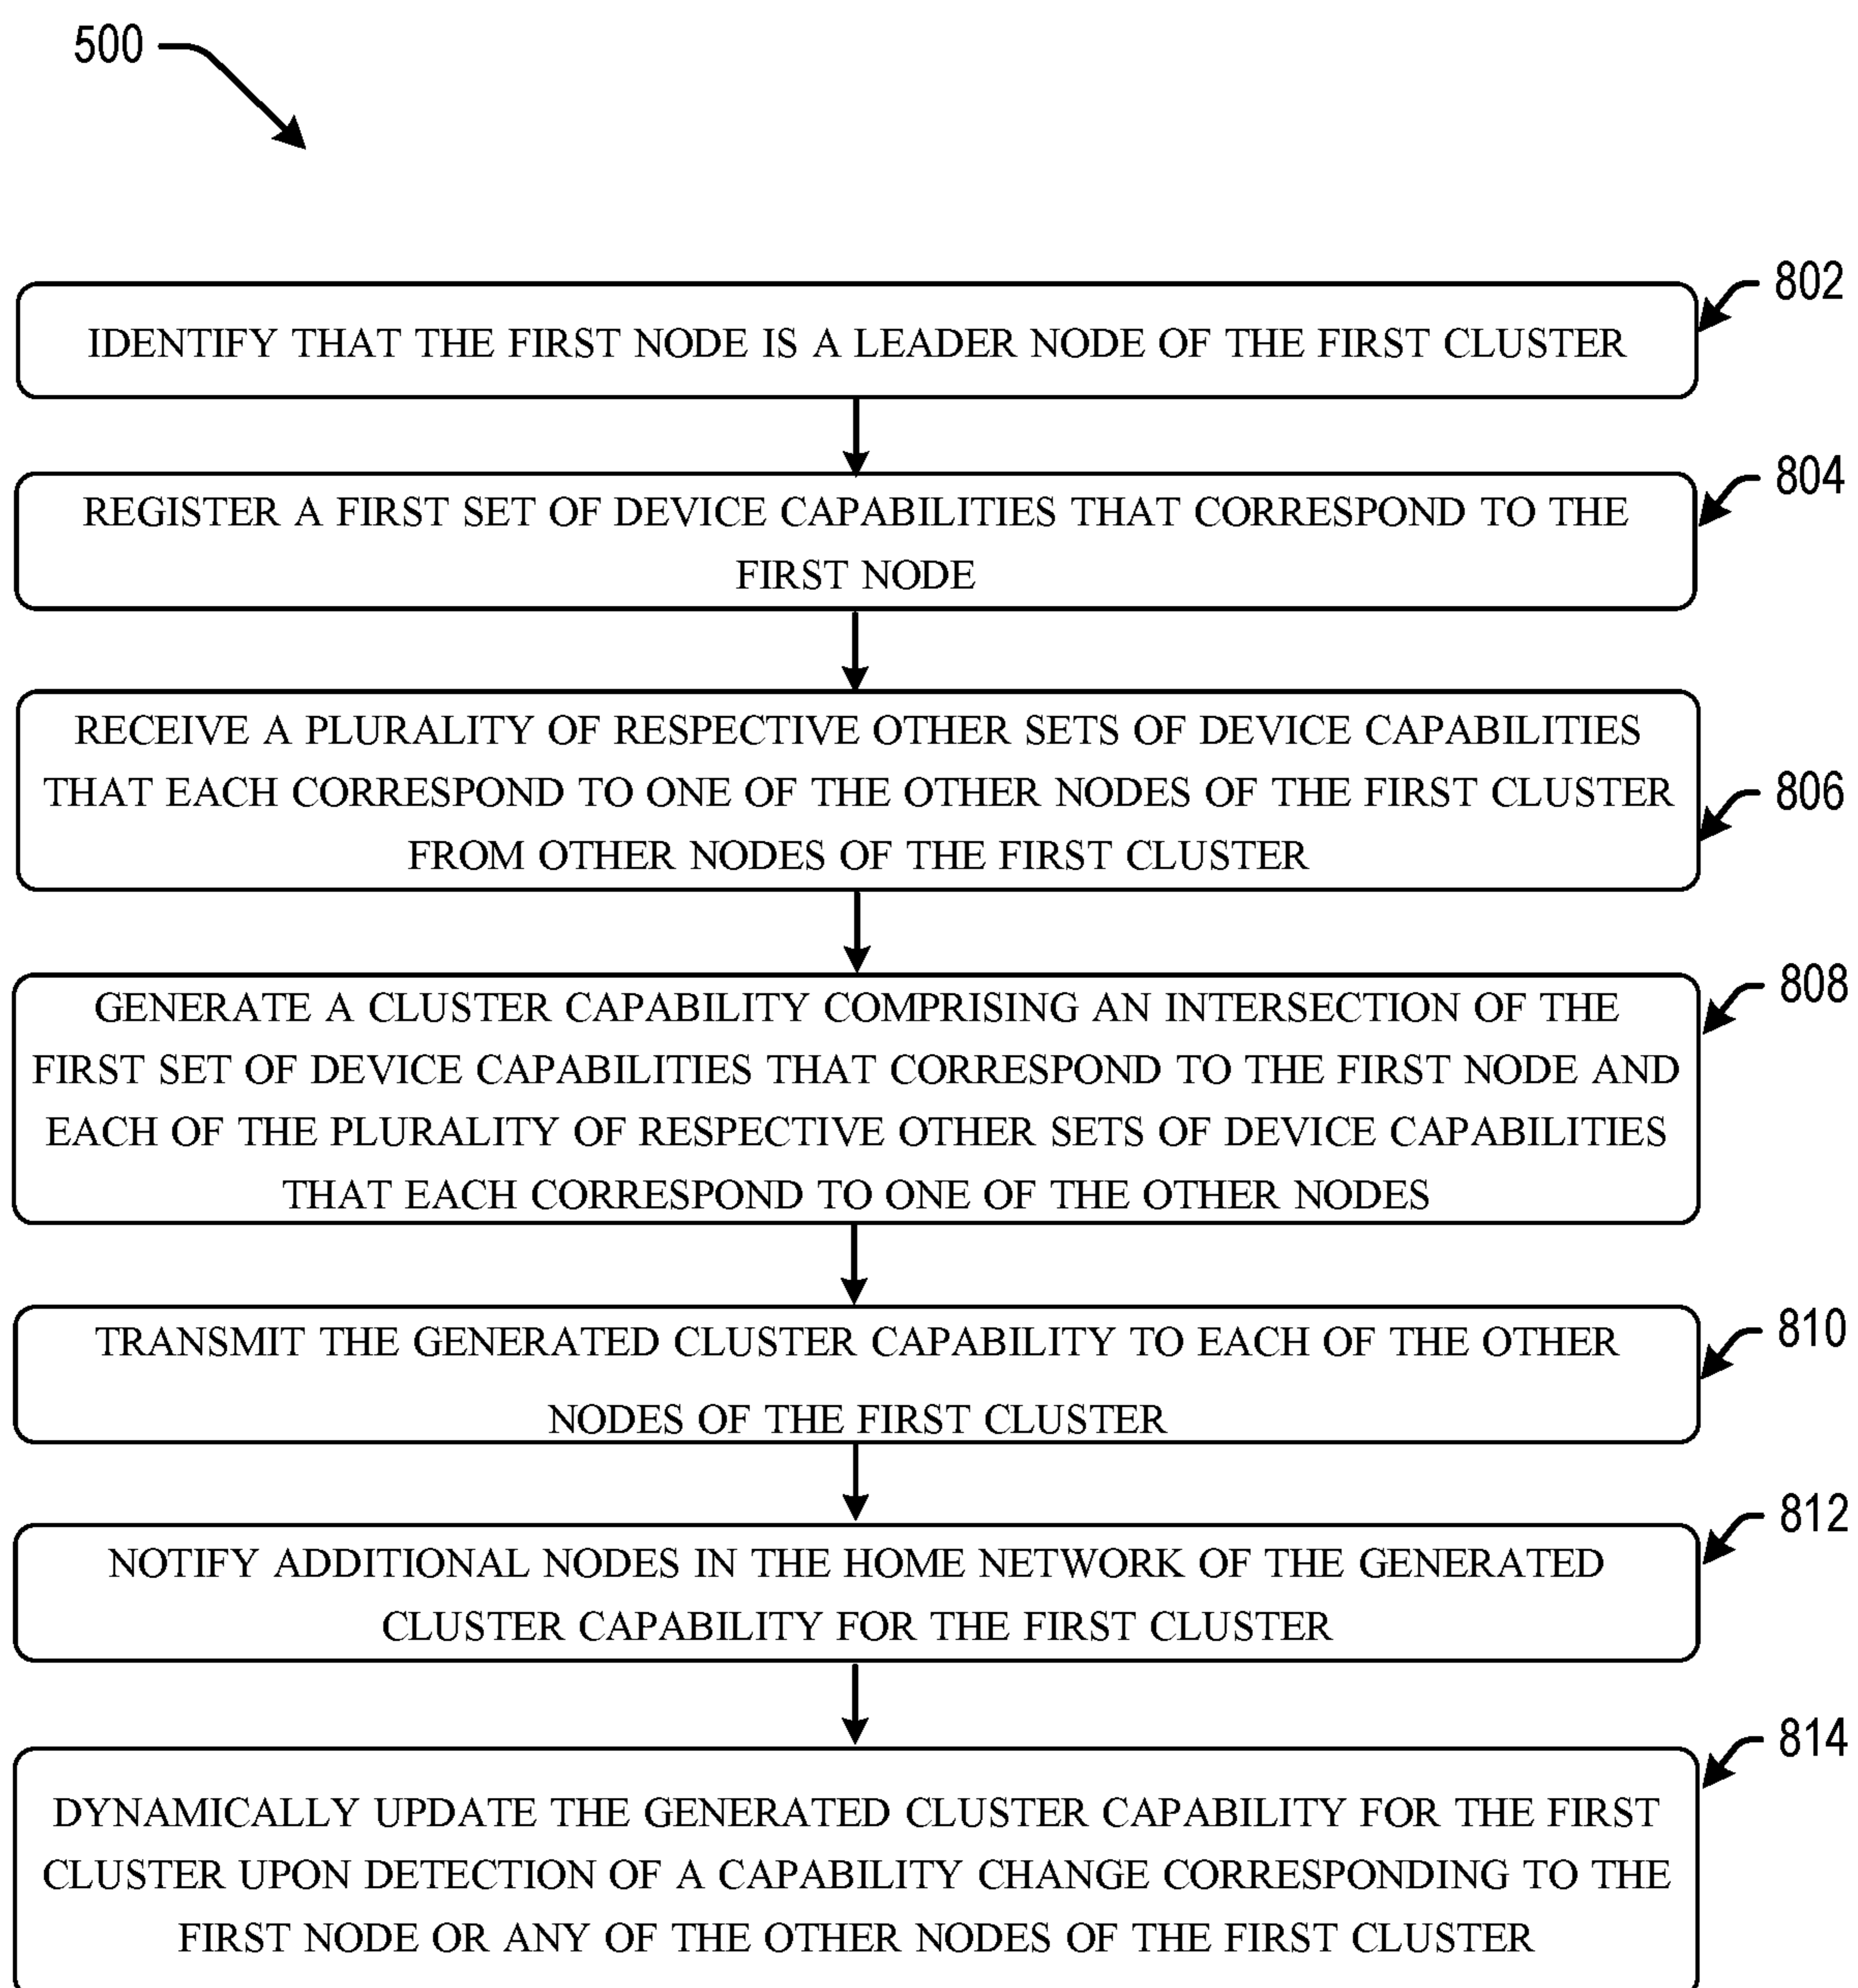 500
802
IDENTIFY THAT THE FIRST NODE IS A LEADER NODE OF THE FIRST CLUSTER
804
REGISTER A FIRST SET OF DEVICE CAPABILITIES THAT CORRESPOND TO THE
FIRST NODE
RECEIVE A PLURALITY OF RESPECTIVE OTHER SETS OF DEVICE CAPABILITIES
THAT EACH CORRESPOND TO ONE OF THE OTHER NODES OF THE FIRST CLUSTER
806
FROM OTHER NODES OF THE FIRST CLUSTER
808
GENERATE A CLUSTER CAPABILITY COMPRISING AN INTERSECTION OF THE
FIRST SET OF DEVICE CAPABILITIES THAT CORRESPOND TO THE FIRST NODE AND
EACH OF THE PLURALITY OF RESPECTIVE OTHER SETS OF DEVICE CAPABILITIES
THAT EACH CORRESPOND TO ONE OF THE OTHER NODES
810
TRANSMIT THE GENERATED CLUSTER CAPABILITY TO EACH OF THE OTHER
NODES OF THE FIRST CLUSTER
812
NOTIFY ADDITIONAL NODES IN THE HOME NETWORK OF THE GENERATED
CLUSTER CAPABILITY FOR THE FIRST CLUSTER
814
DYNAMICALLY UPDATE THE GENERATED CLUSTER CAPABILITY FOR THE FIRST
CLUSTER UPON DETECTION OF A CAPABILITY CHANGE CORRESPONDING TO THE
FIRST NODE OR ANY OF THE OTHER NODES OF THE FIRST CLUSTER